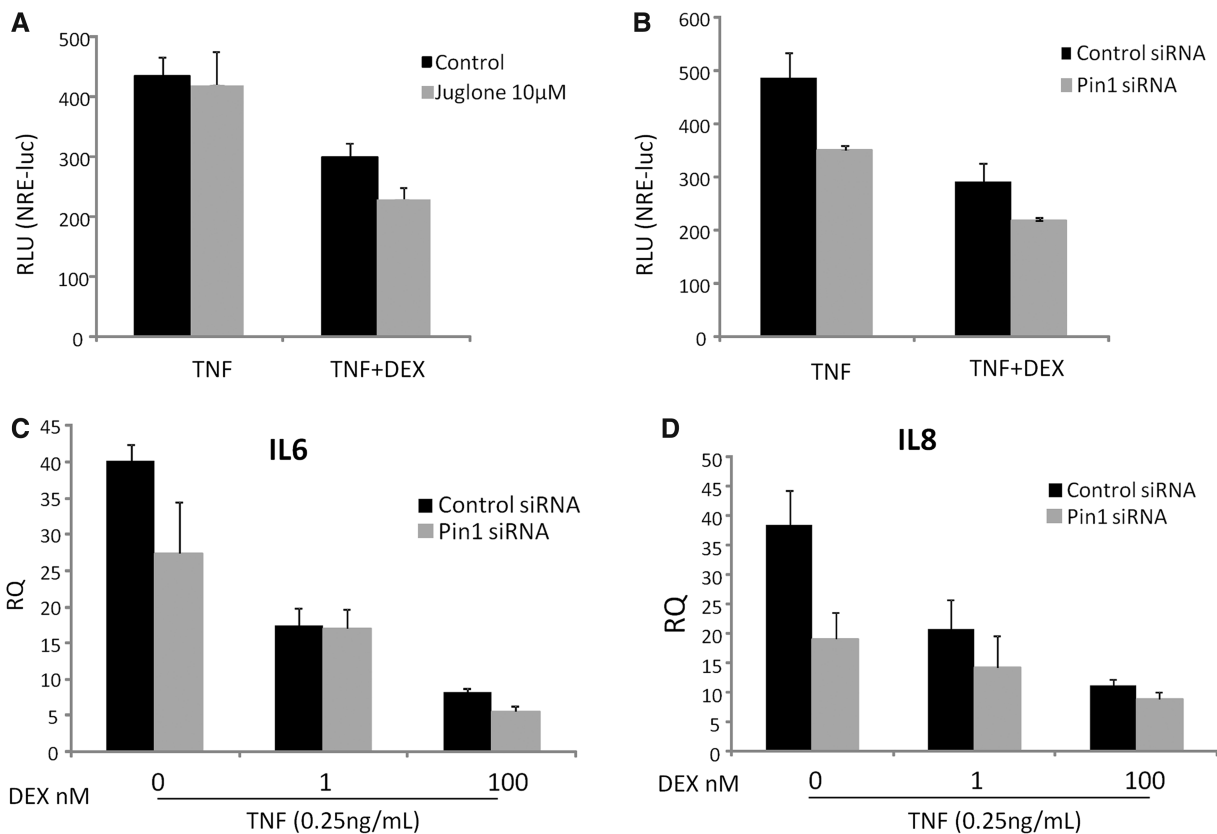 A
RLU (NRE-luc)
500
400
300
200
100
0
Control
Juglone 10µM
TNF
TNF+DEX
B
RLU (NRE-luc)
600
500
400
300
200
100
0
Control siRNA
Pin1 siRNA
TNF
TNF+DEX
C
IL6
RQ
45
40
35
30
25
20
15
10
5
0
Control siRNA
Pin1 siRNA
DEX nM
0
1
100
TNF (0.25ng/mL)
D
IL8
RQ
50
45
40
35
30
25
20
15
10
5
0
Control siRNA
Pin1 siRNA
DEX nM
0
1
100
TNF (0.25ng/mL)